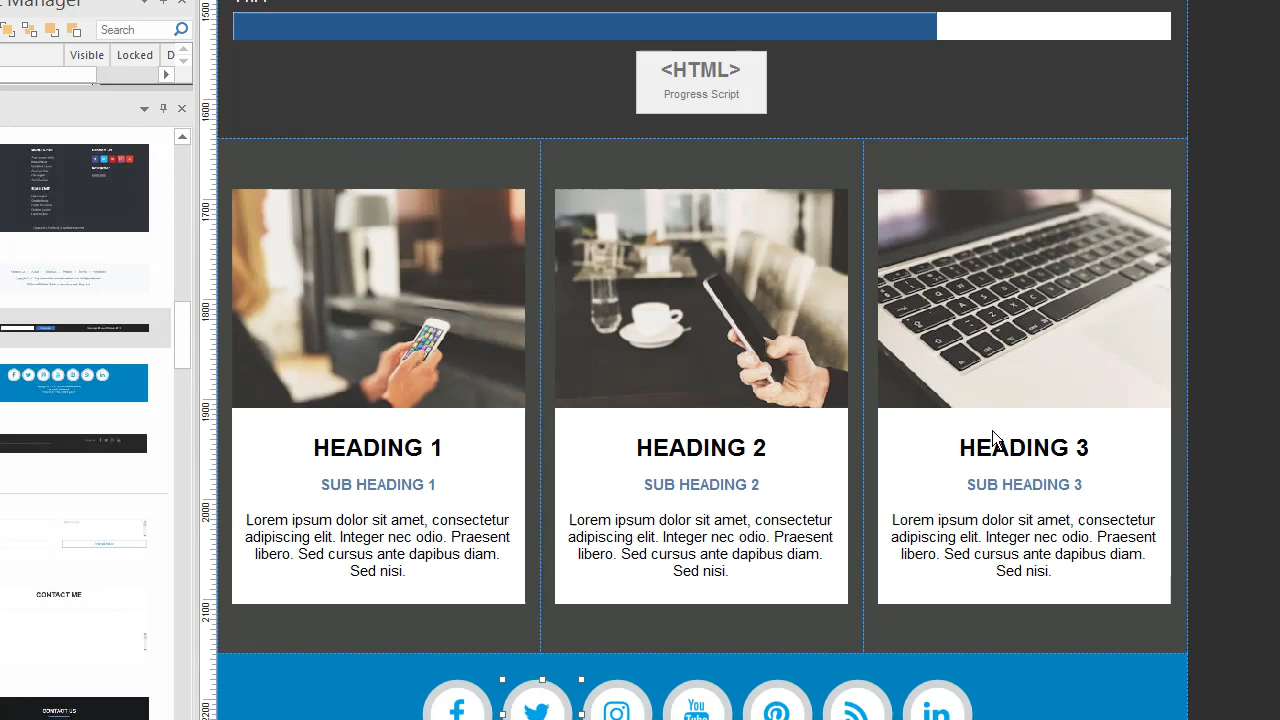 Manager
Search
Visible Locked D
1500
1600
1700
1800
1900
2000
2100
2200
<HTML>
Progress Script
HEADING 1
SUB HEADING 1
Lorem ipsum dolor sit amet, consectetur
adipiscing elit. Integer nec odio. Praesent
libero. Sed cursus ante dapibus diam.
Sed nisi.
HEADING 2
SUB HEADING 2
Lorem ipsum dolor sit amet, consectetur
adipiscing elit. Integer nec odio. Praesent
libero. Sed cursus ante dapibus diam.
Sed nisi.
HEADING 3
SUB HEADING 3
Lorem ipsum dolor sit amet, consectetur
adipiscing elit. Integer nec odio. Praesent
libero. Sed cursus ante dapibus diam.
Sed nisi.
CONTACT ME
CONTACT US
You